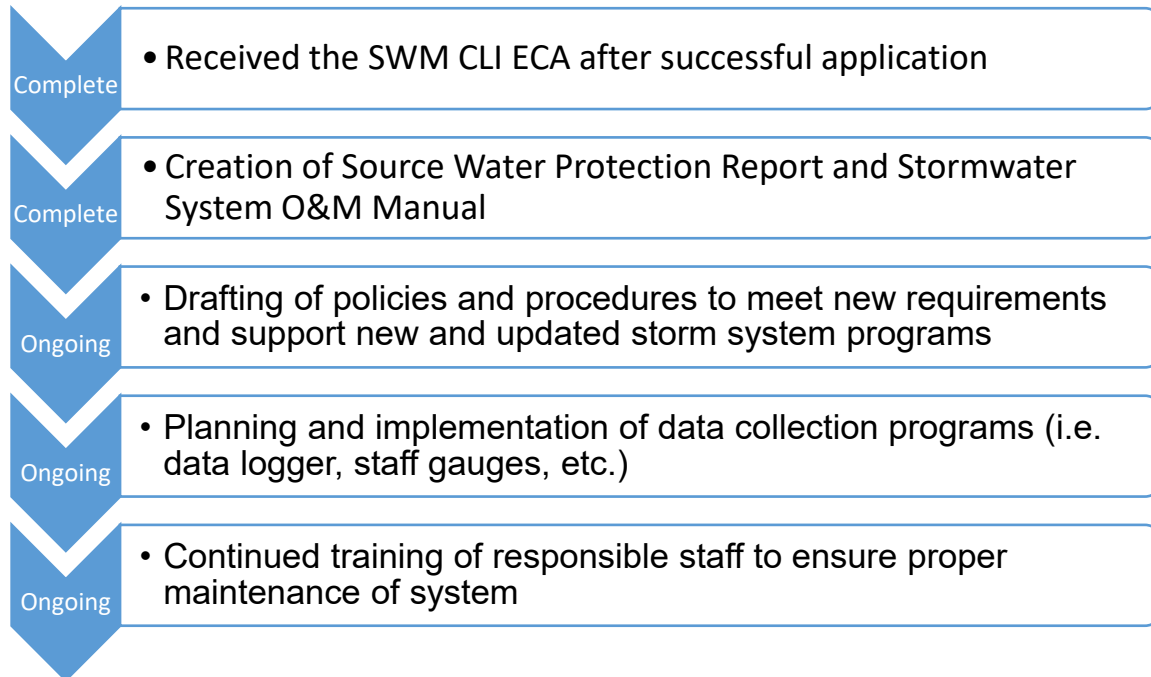 Complete
• Received the SWM CLI ECA after successful application
Complete
• Creation of Source Water Protection Report and Stormwater
System O&M Manual
Ongoing
• Drafting of policies and procedures to meet new requirements
and support new and updated storm system programs
Ongoing
• Planning and implementation of data collection programs (i.e.
data logger, staff gauges, etc.)
Ongoing
• Continued training of responsible staff to ensure proper
maintenance of system